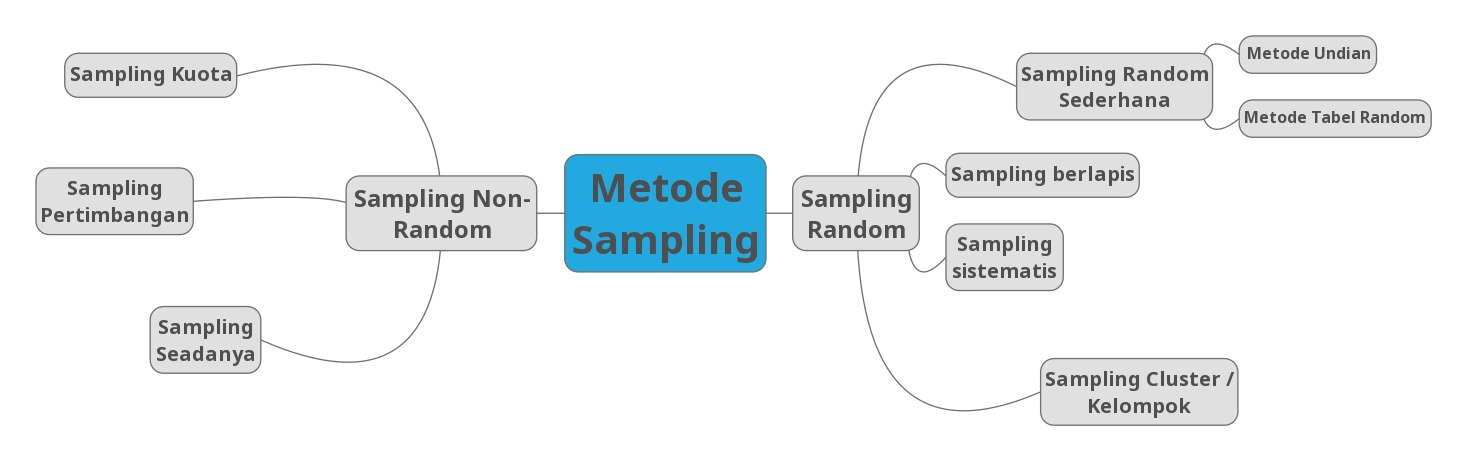 Metode
Sampling
Sampling Non-
Random
Sampling Kuota
Sampling
Pertimbangan
Sampling
Seadanya
Sampling
Random
Sampling Random
Sederhana
Metode Undian
Metode Tabel Random
Sampling berlapis
Sampling
sistematis
Sampling Cluster /
Kelompok